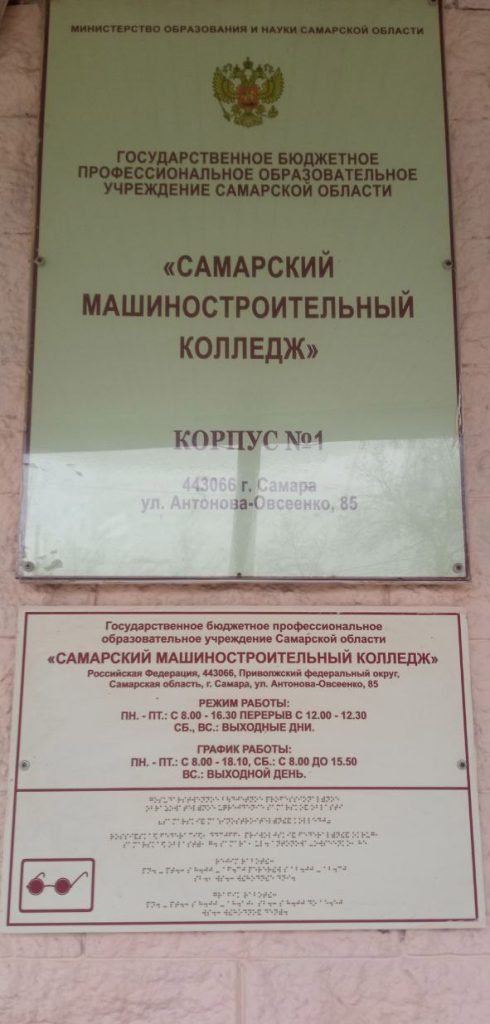 МИНИСТЕРСТВО ОБРАЗОВАНИЯ И НАУКИ САМАРСКОЙ ОБЛАСТИ
ГОСУДАРСТВЕННОЕ БЮДЖЕТНОЕ
ПРОФЕССИОНАЛЬНОЕ ОБРАЗОВАТЕЛЬНОЕ
УЧРЕЖДЕНИЕ САМАРСКОЙ ОБЛАСТИ
«САМАРСКИЙ
МАШИНОСТРОИТЕЛЬНЫЙ
КОЛЛЕДЖ»
КОРПУС №1
443066 г. Самара
ул. Антонова-Овсеенко, 85
Государственное бюджетное профессиональное
образовательное учреждение Самарской области
«САМАРСКИЙ МАШИНОСТРОИТЕЛЬНЫЙ КОЛЛЕДЖ»
Российская Федерация, 443066, Приволжский федеральный округ,
Самарская область, г. Самара, ул. Антонова-Овсеенко, 85
РЕЖИМ РАБОТЫ:
ПН. - ПТ.: С 8.00 - 16.30 ПЕРЕРЫВ С 12.00 - 12.30
СБ., ВС.: ВЫХОДНЫЕ ДНИ.
ГРАФИК РАБОТЫ:
ПН. - ПТ.: С 8.00 - 18.10, СБ.: С 8.00 ДО 15.50
ВС.: ВЫХОДНОЙ ДЕНЬ.